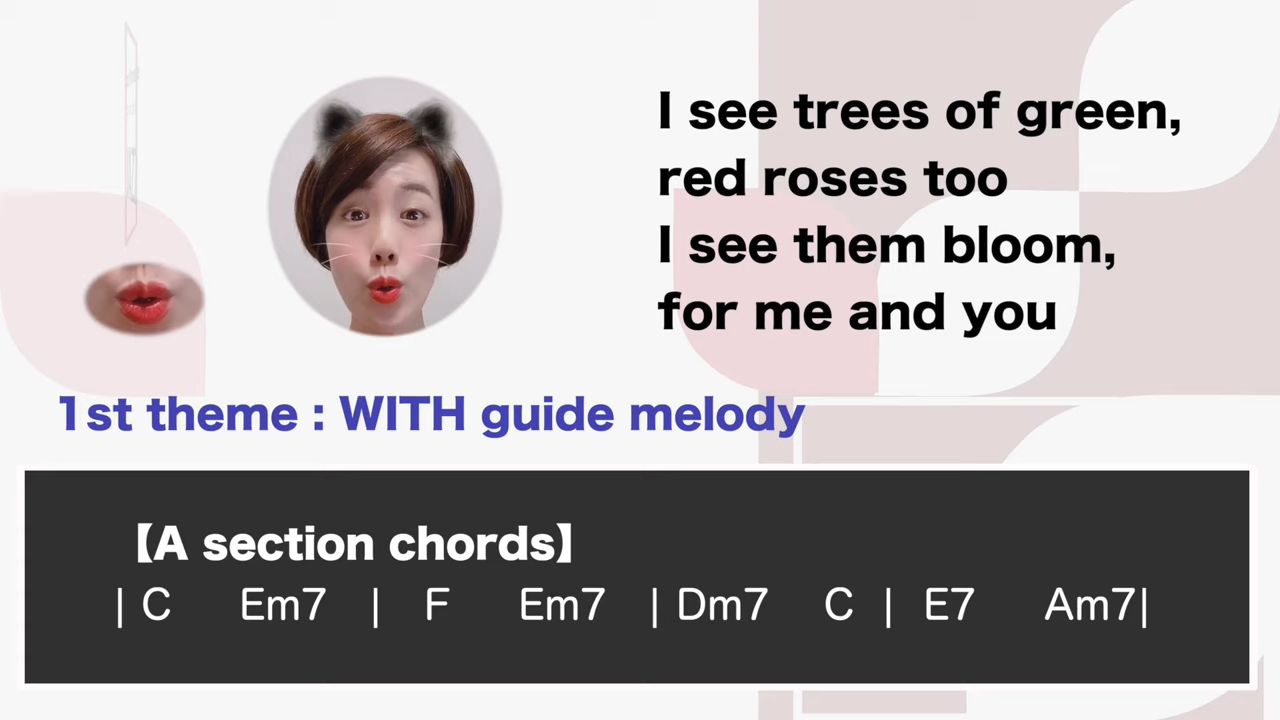 I see trees of green,
red roses too
I see them bloom,
for me and you
1st theme : WITH guide melody
【A section chords】
| C Em7 | F Em7 | Dm7 C | E7 Am7|